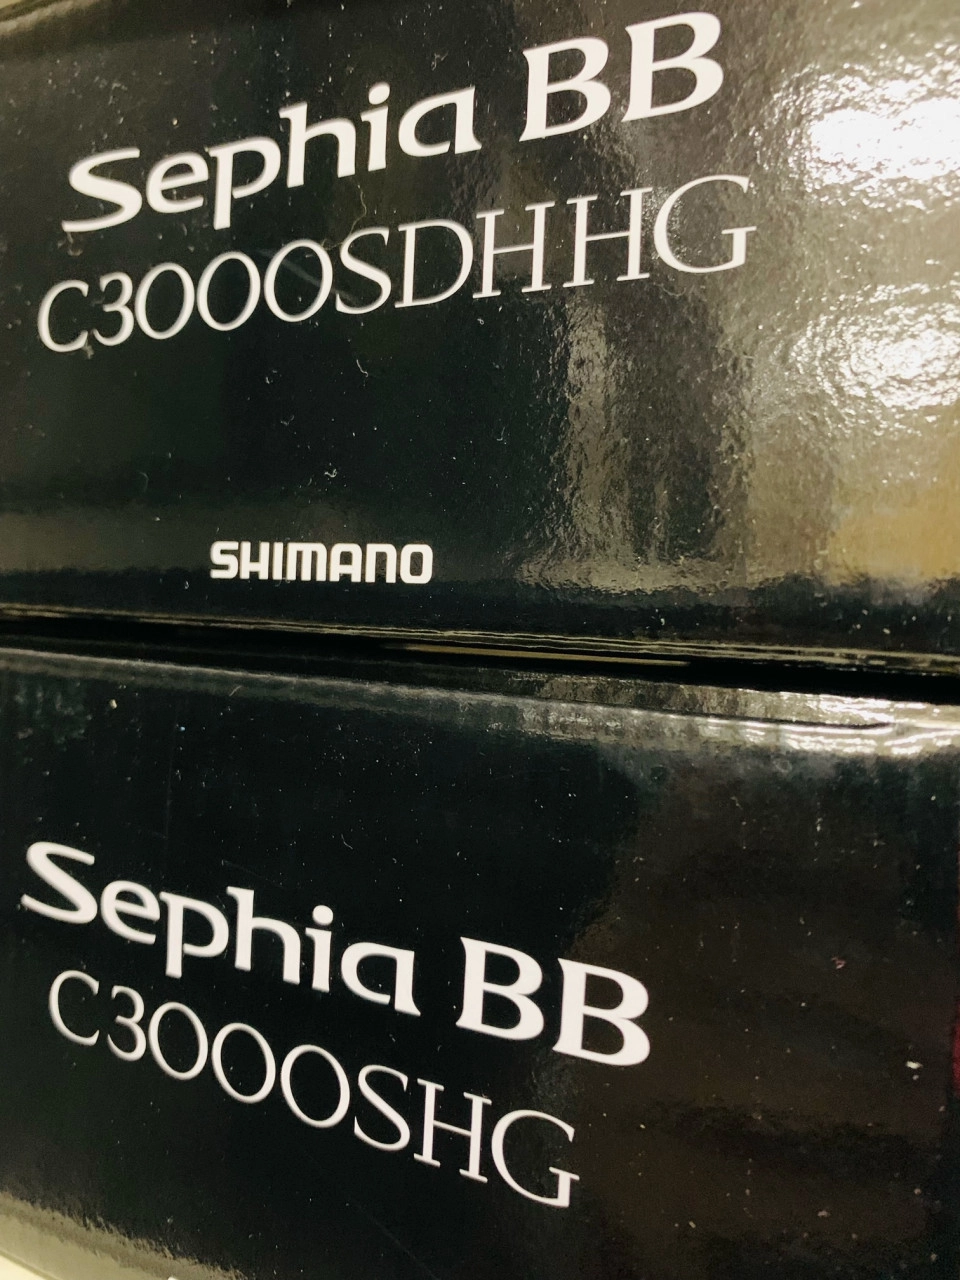 Sephia BB
C3000SDHHG
SHIMANO
Sephia BB
C3000SHG